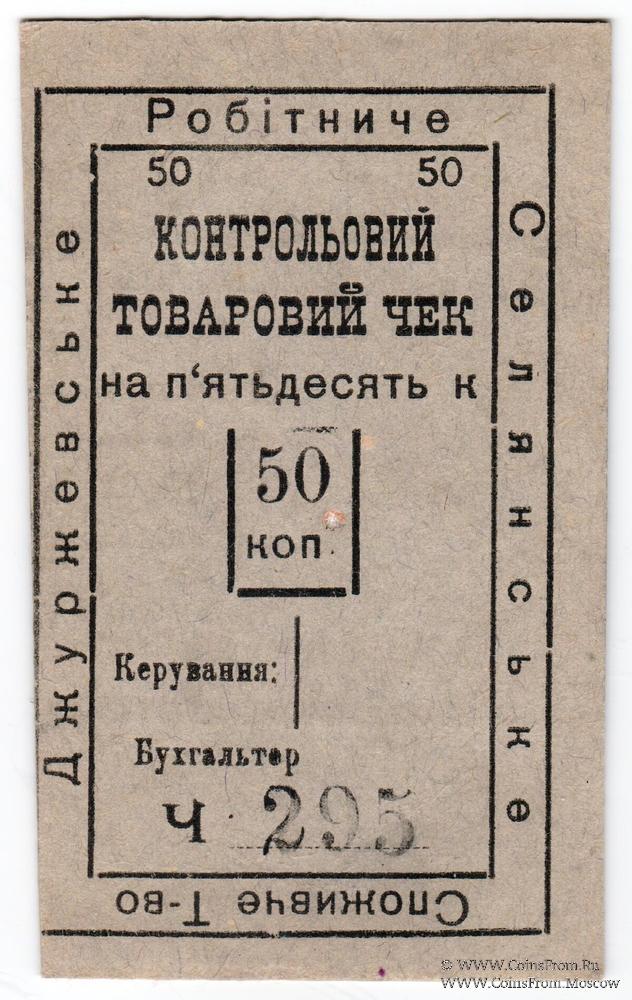 Робітниче
50 50
КОНТРОЛЬОВИЙ
ТОВАРОВИЙ ЧЕК
на п'ятьдесять к
50
коп.
Керування:
Бухгальтер
Ч 295
Джуржевське
Селянське
Споживче Т-во
© WWW.CoinsFrom.Ru
WWW.CoinsFrom.Moscow